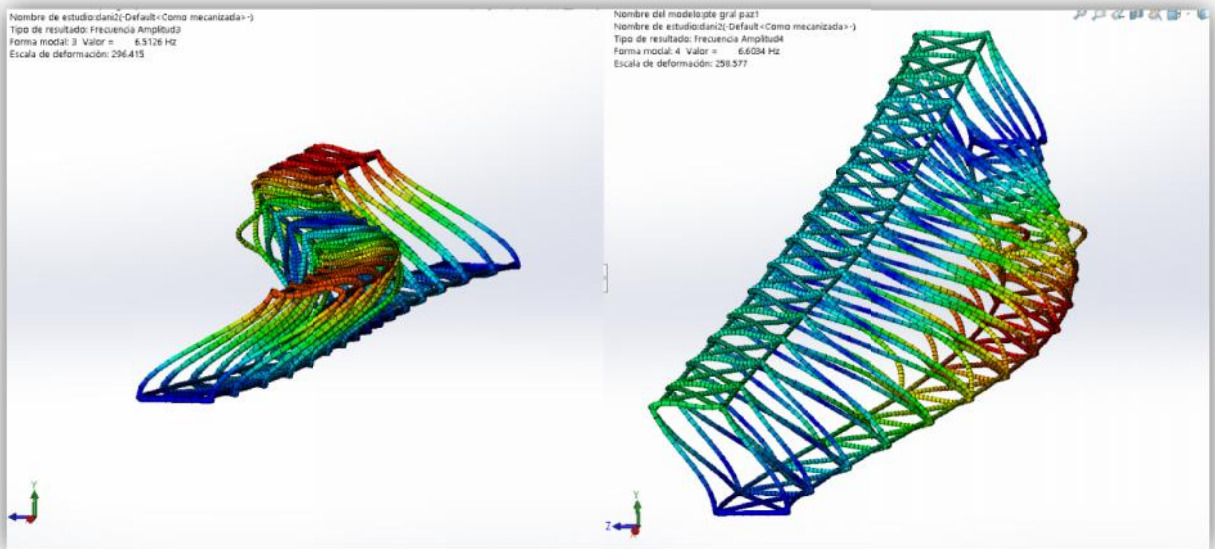 Nombre de estudio:dani2(-Default<Como mecanizada>-)
Tipo de resultado: Frecuencia Amplitud3
Forma modal: 3 Valor = 6.5126 Hz
Escala de deformación: 296.415
Y
Nombre del modelo:pte gral paz1
Nombre de estudio:dani2(-Default<Como mecanizada>-)
Tipo de resultado: Frecuencia Amplitud4
Forma modal: 4 Valor = 6.6034 Hz
Escala de deformación: 258.577
Y
Z